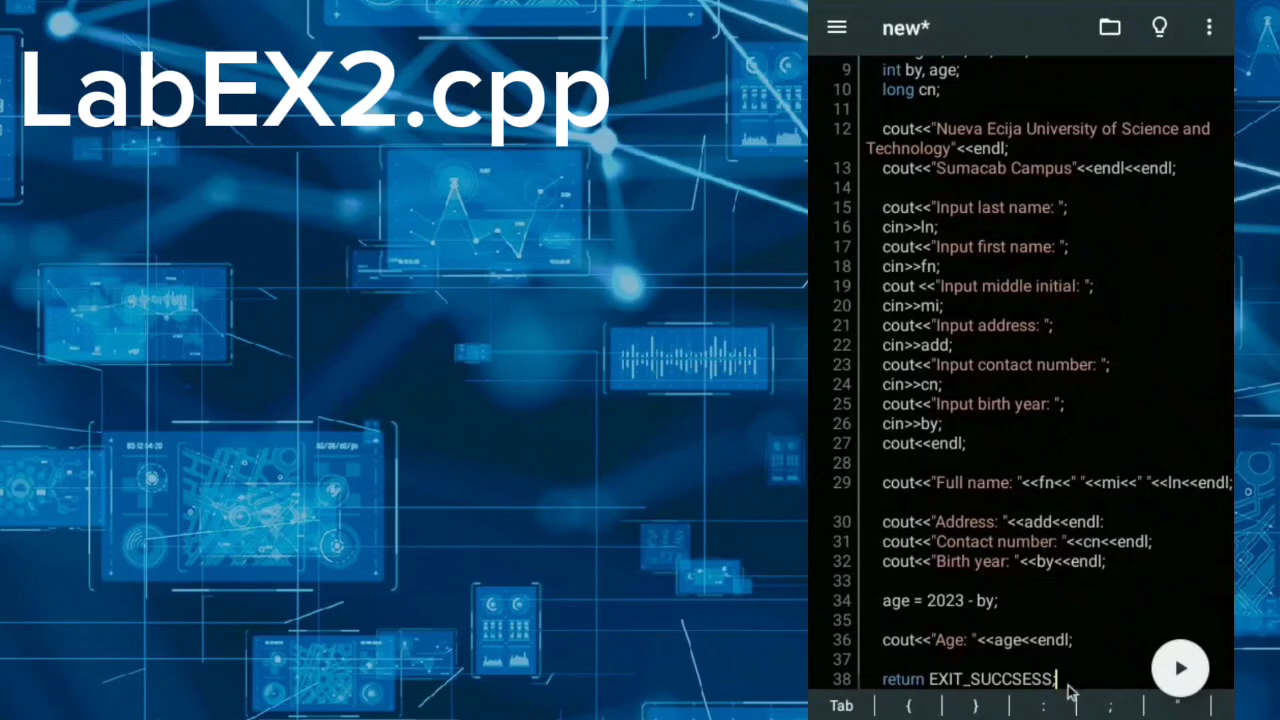 LabEX2.cpp
new*
9 int by, age;
10 long cn;
11
12 cout<<"Nueva Ecija University of Science and
Technology"<<endl;
13 cout<<"Sumacab Campus"<<endl<<endl;
14
15 cout<<"Input last name: ";
16 cin>>ln;
17 cout<<"Input first name: ";
18 cin>>fn;
19 cout <<"Input middle initial: ";
20 cin>>mi;
21 cout<<"Input address: ";
22 cin>>add;
23 cout<<"Input contact number: ";
24 cin>>cn;
25 cout<<"Input birth year: ";
26 cin>>by;
27 cout<<endl;
28
29 cout<<"Full name: "<<fn<<" "<<mi<<" "<<ln<<endl;
30 cout<<"Address: "<<add<<endl:
31 cout<<"Contact number: "<<cn<<endl;
32 cout<<"Birth year: "<<by<<endl;
33
34 age = 2023 - by;
35
36 cout<<"Age: "<<age<<endl;
37
38 return EXIT_SUCCSESS;
Tab { } : ; "